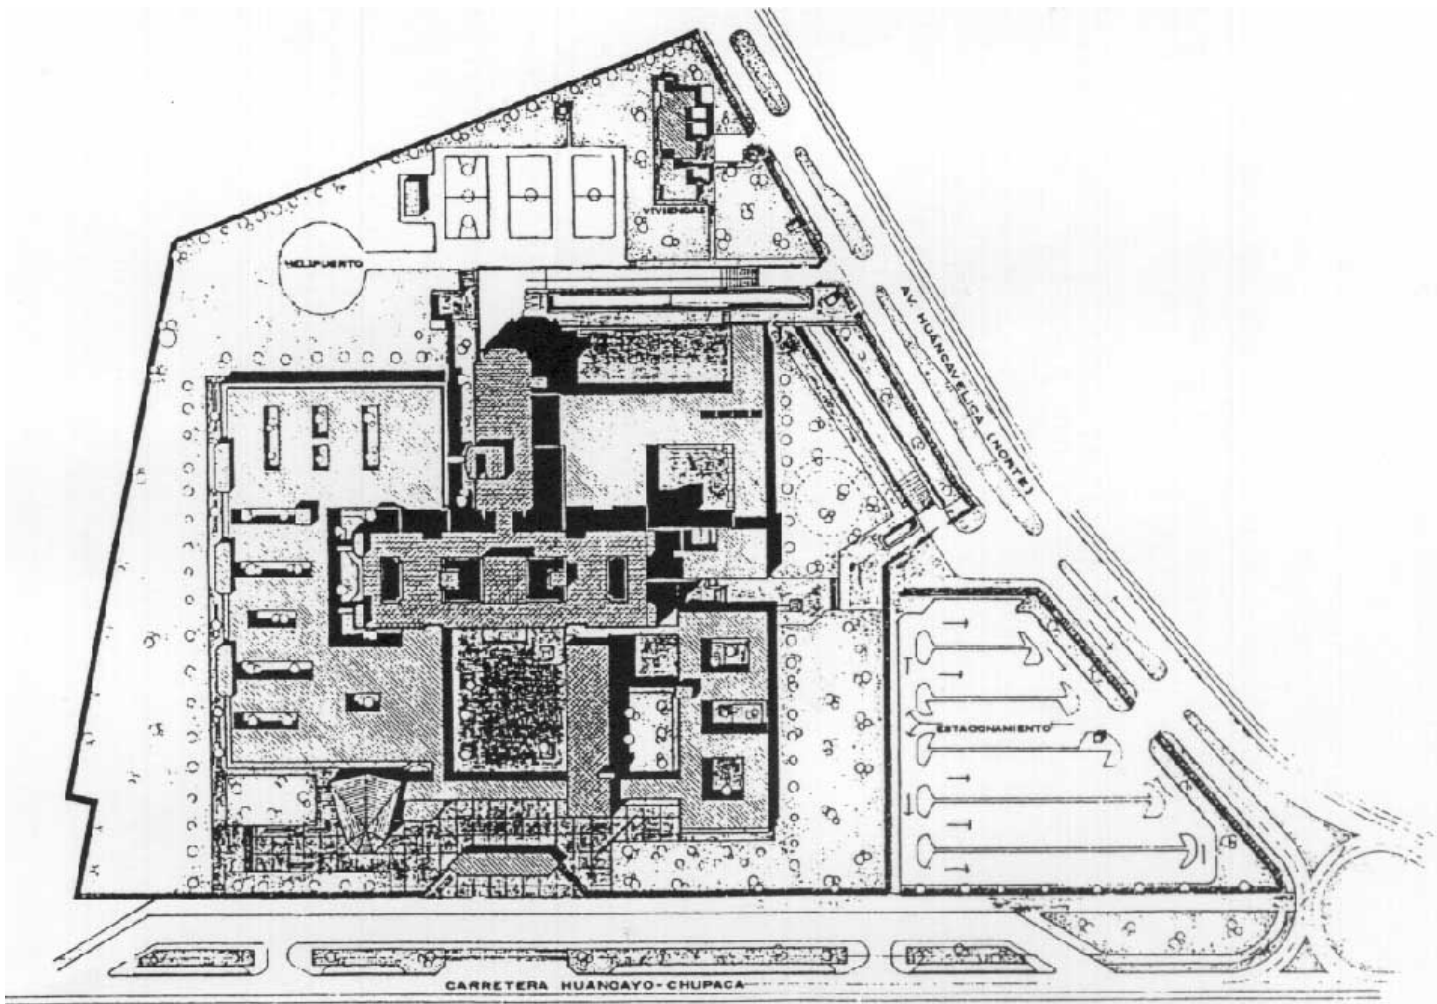 VIVIENDAS
HELIPUERTO
AV. HUANCAVELICA (NORTE)
ESTACIONAMIENTO
CARRETERA HUANCAYO-CHUPACA